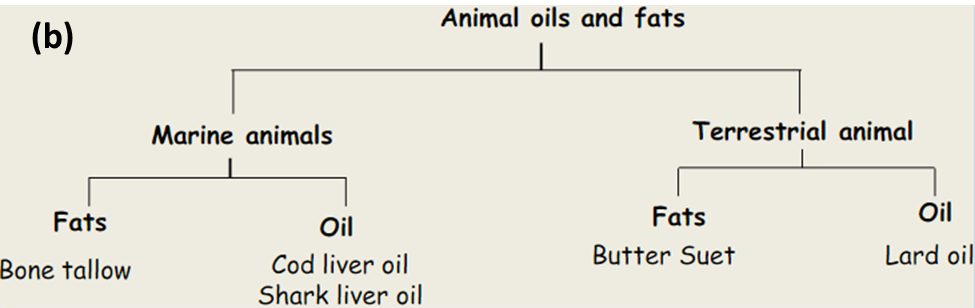 (b)
Animal oils and fats
Marine animals
Terrestrial animal
Fats
Oil
Fats
Oil
Bone tallow
Cod liver oil
Shark liver oil
Butter Suet
Lard oil